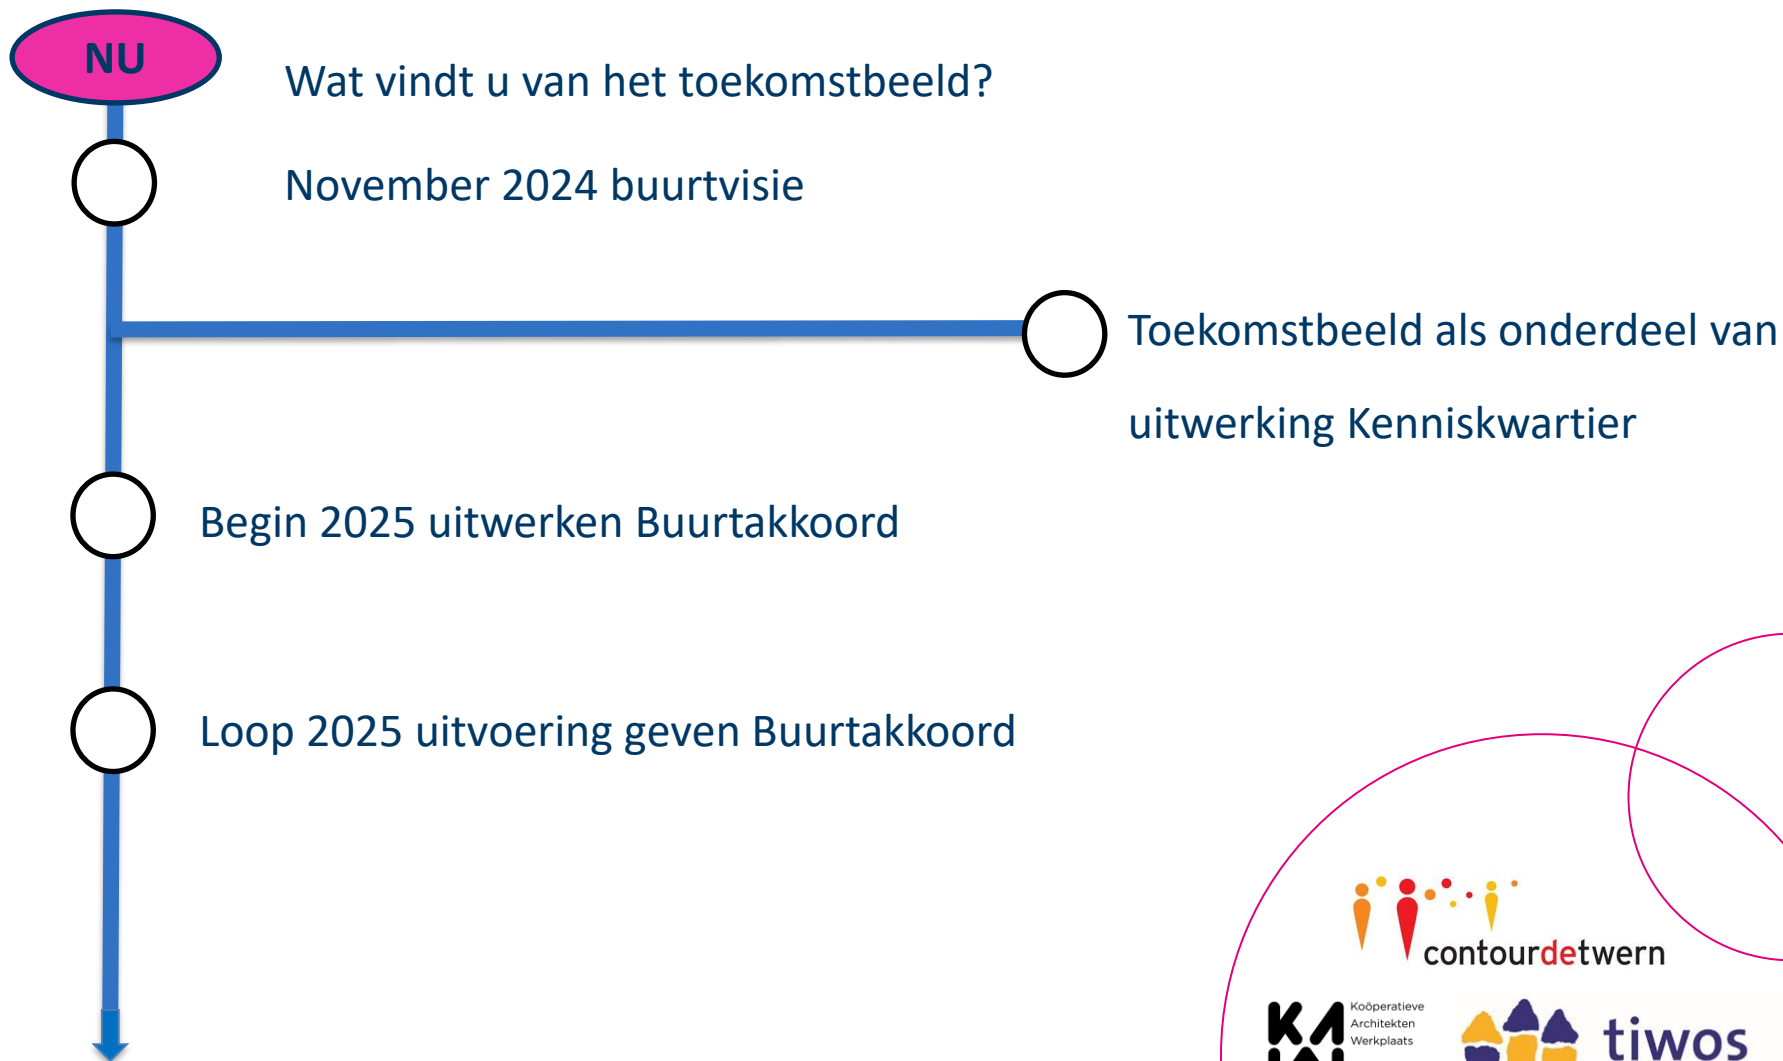 NU
Wat vindt u van het toekomstbeeld?
November 2024 buurtvisie
Toekomstbeeld als onderdeel van
uitwerking Kenniskwartier
Begin 2025 uitwerken Buurtakkoord
Loop 2025 uitvoering geven Buurtakkoord
contourdetwern
KAW
Koöperatieve
Architekten
Werkplaats
tiwos